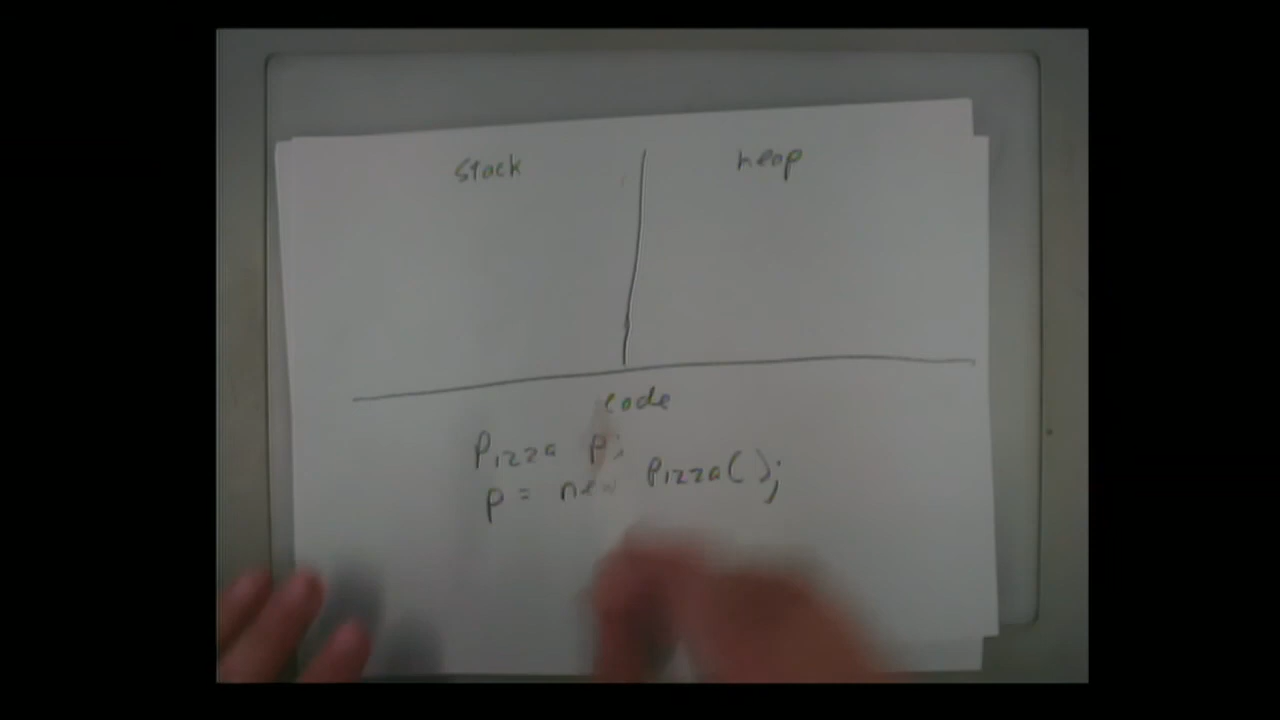 stack
heap
code
Pizza p;
p = new Pizza();